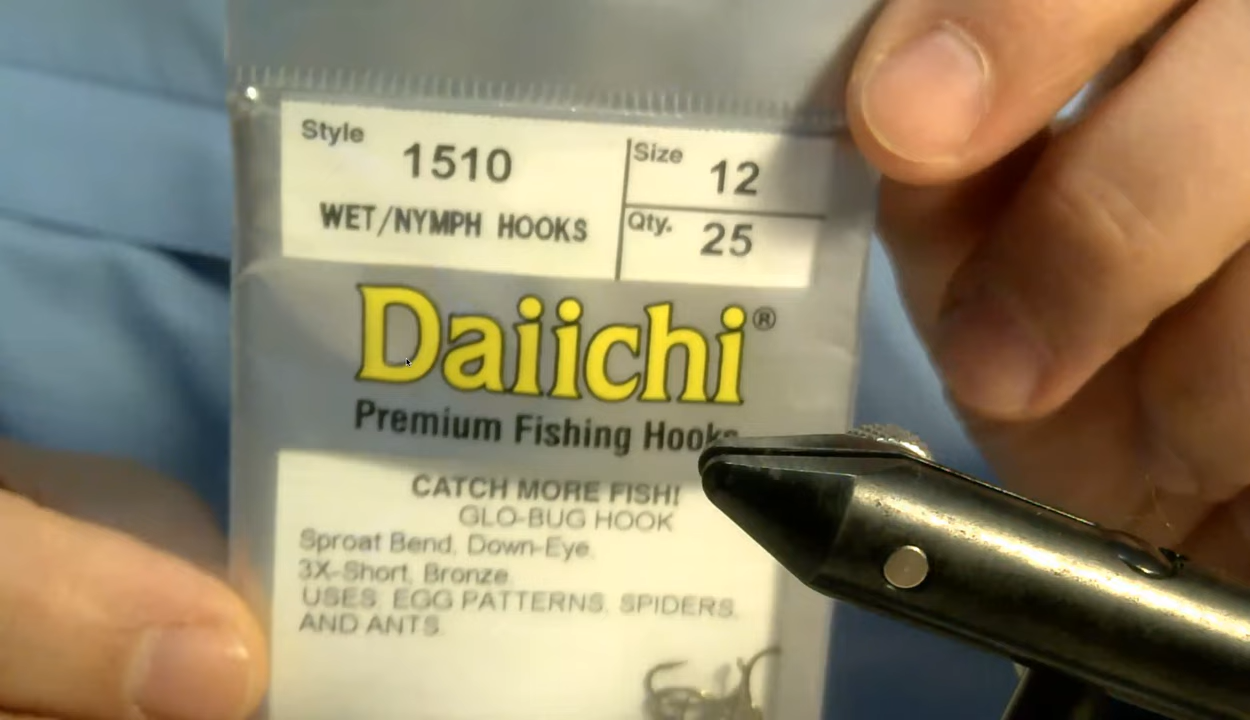 Style 1510
Size 12
WET/NYMPH HOOKS
Qty. 25
Daiichi®
Premium Fishing Hooks
CATCH MORE FISH!
GLO-BUG HOOK
Sproat Bend, Down-Eye,
3X-Short, Bronze.
USES: EGG PATTERNS, SPIDERS,
AND ANTS.